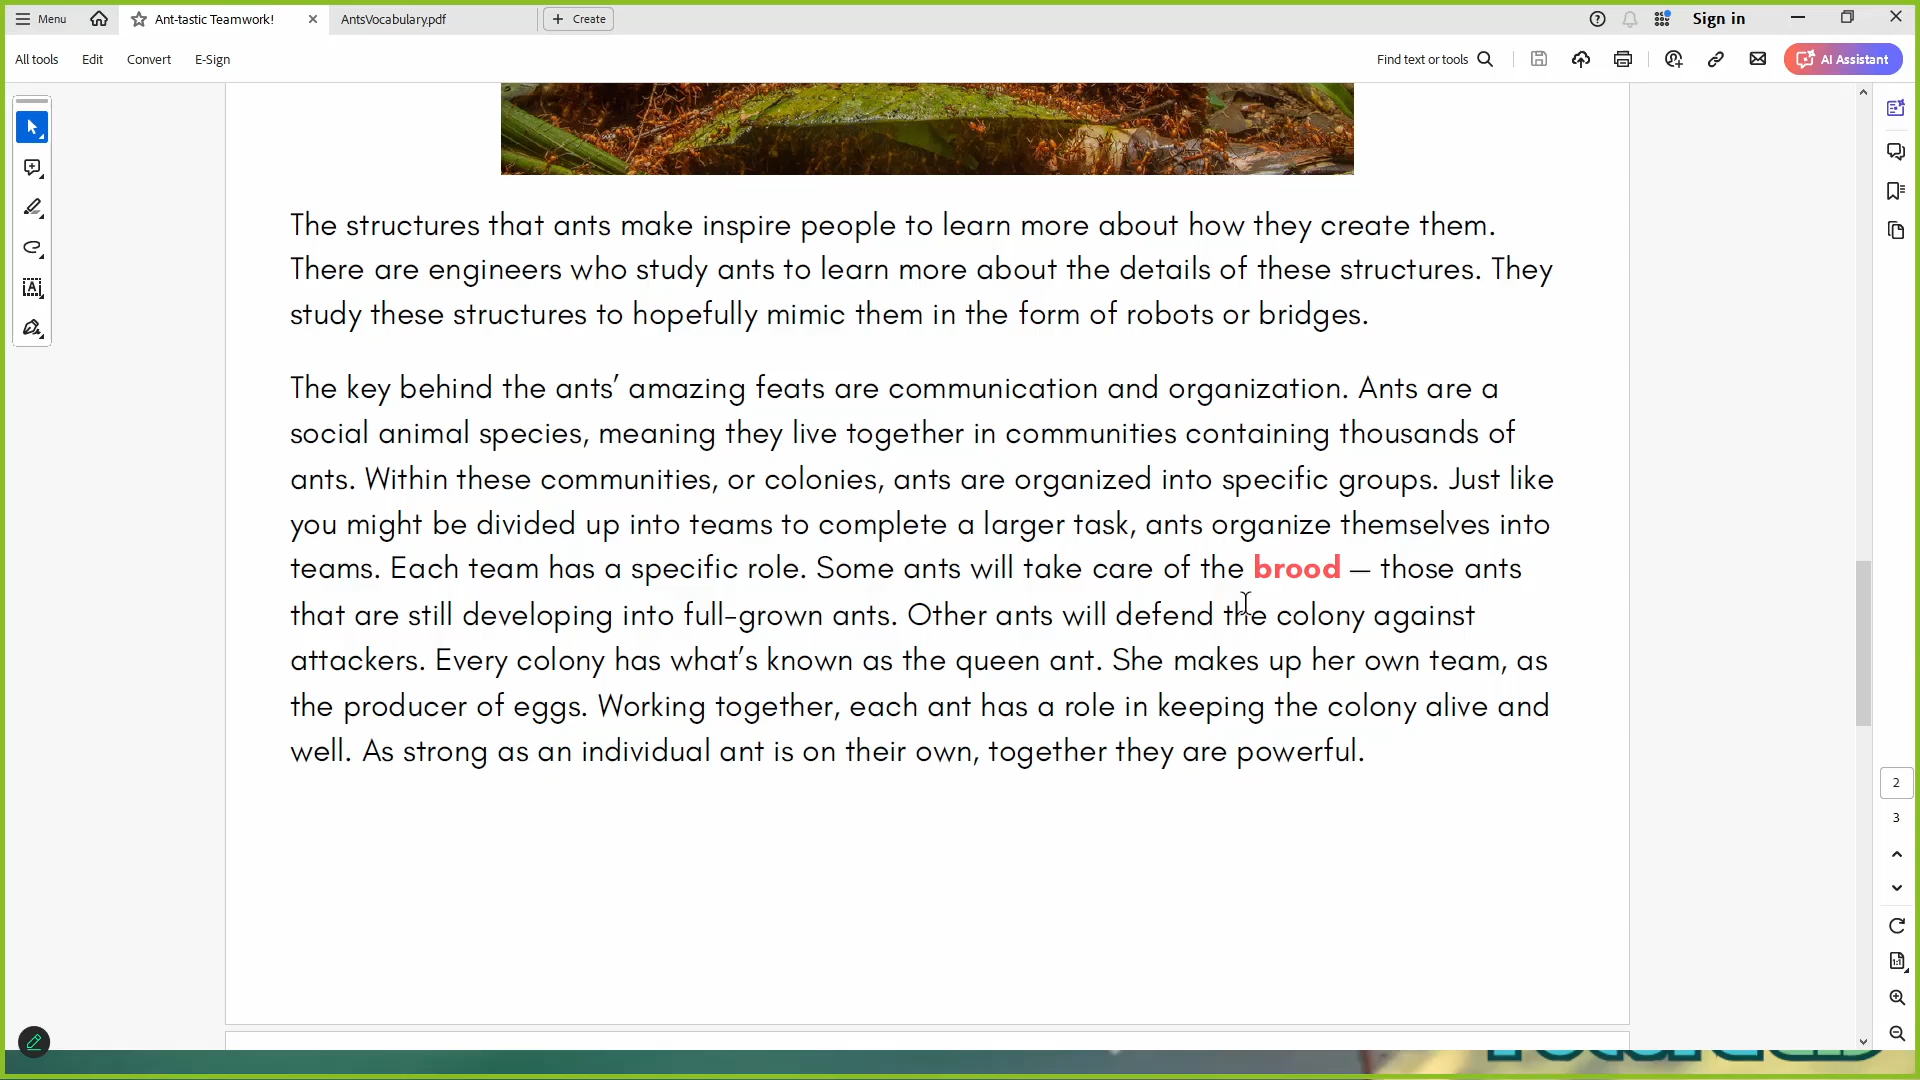 Menu
Ant-tastic Teamwork!
AntsVocabulary.pdf
Create
Sign in
All tools
Edit
Convert
E-Sign
Find text or tools
AI Assistant
The structures that ants make inspire people to learn more about how they create them.
There are engineers who study ants to learn more about the details of these structures. They
study these structures to hopefully mimic them in the form of robots or bridges.
The key behind the ants’ amazing feats are communication and organization. Ants are a
social animal species, meaning they live together in communities containing thousands of
ants. Within these communities, or colonies, ants are organized into specific groups. Just like
you might be divided up into teams to complete a larger task, ants organize themselves into
teams. Each team has a specific role. Some ants will take care of the brood — those ants
that are still developing into full-grown ants. Other ants will defend the colony against
attackers. Every colony has what’s known as the queen ant. She makes up her own team, as
the producer of eggs. Working together, each ant has a role in keeping the colony alive and
well. As strong as an individual ant is on their own, together they are powerful.
2
3